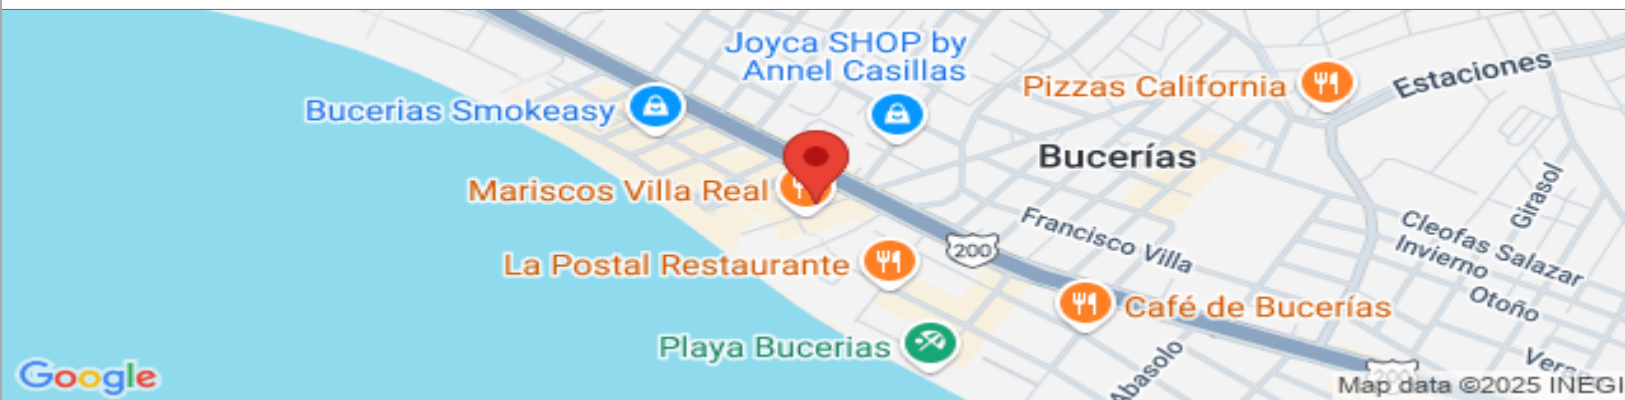 Joyca SHOP by
Annel Casillas
Estaciones
Pizzas California
Bucerias Smokeasy
Bucerías
Mariscos Villa Real
Girasol
Francisco Villa
Cleofas Salazar
Invierno
200
La Postal Restaurante
Otoño
Café de Bucerías
Playa Bucerias
Abasolo
200
Google
Map data ©2025 INEGI